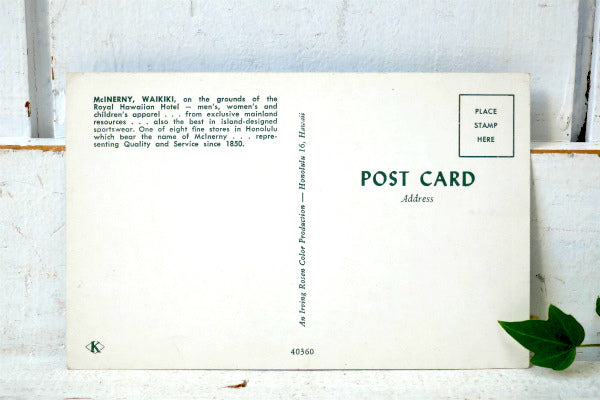 McINERNY, WAIKIKI, on the grounds of the
Royal Hawaiian Hotel — men's, women's and
children's apparel . . . from exclusive mainland
resources . . . also the best in island-designed
sportswear. One of eight fine stores in Honolulu
which bear the name of McInerny . . . repre-
senting Quality and Service since 1850.
An Irving Rosen Color Production — Honolulu 16, Hawaii
PLACE
STAMP
HERE
POST CARD
Address
K
40360